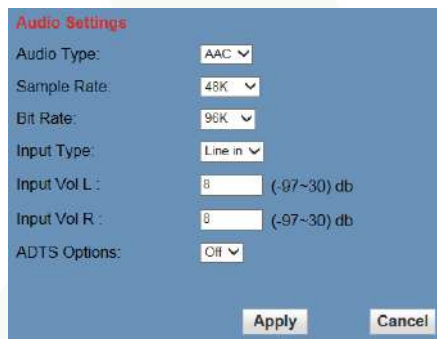 Audio Settings
Audio Type: AAC
Sample Rate: 48K
Bit Rate: 96K
Input Type: Line in
Input Vol L : 8 (-97~30) db
Input Vol R : 8 (-97~30) db
ADTS Options: Off
Apply Cancel